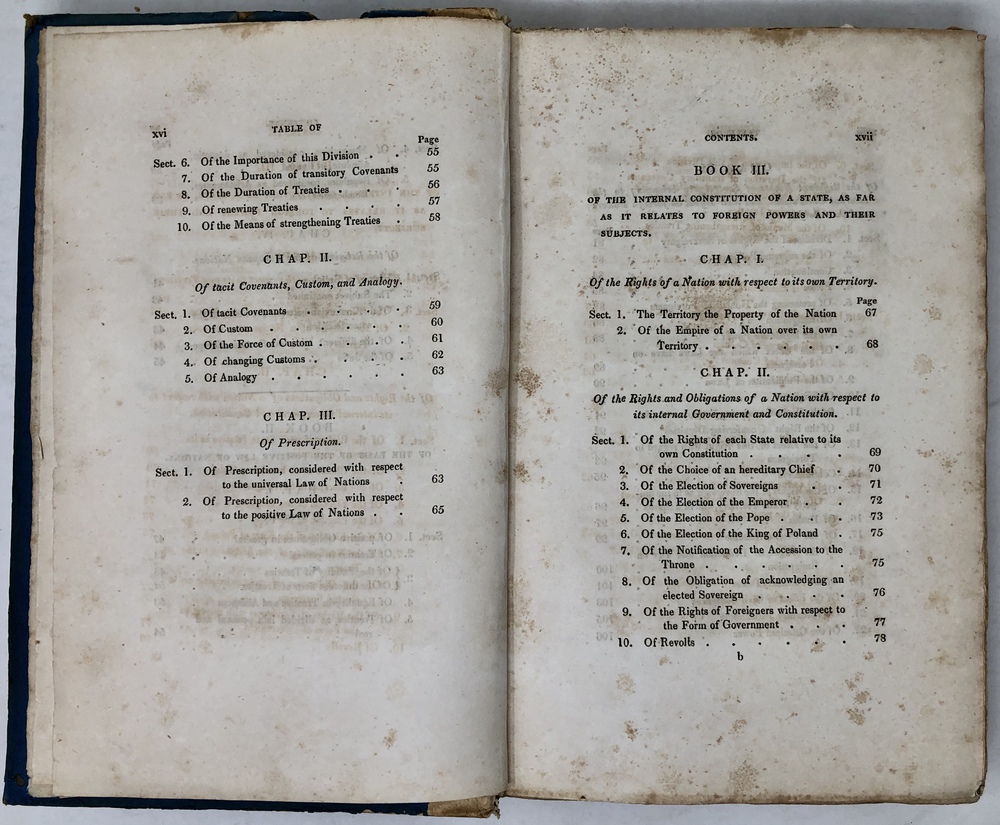 xvi TABLE OF
Page
Sect. 6. Of the Importance of this Division . . 55
7. Of the Duration of transitory Covenants 55
8. Of the Duration of Treaties . . . 56
9. Of renewing Treaties . . . . 57
10. Of the Means of strengthening Treaties . 58
CHAP. II.
Of tacit Covenants, Custom, and Analogy.
Sect. 1. Of tacit Covenants . . . . 59
2. Of Custom . . . . . . 60
3. Of the Force of Custom . . . . 61
4. Of changing Customs . . . . 62
5. Of Analogy . . . . . . 63
CHAP. III.
Of Prescription.
Sect. 1. Of Prescription, considered with respect
to the universal Law of Nations . 63
2. Of Prescription, considered with respect
to the positive Law of Nations . . 65
CONTENTS. xvii
BOOK III.
OF THE INTERNAL CONSTITUTION OF A STATE, AS FAR
AS IT RELATES TO FOREIGN POWERS AND THEIR
SUBJECTS.
CHAP. I.
Of the Rights of a Nation with respect to its own Territory.
Page
Sect. 1. The Territory the Property of the Nation 67
2. Of the Empire of a Nation over its own
Territory . . . . . . 68
CHAP. II.
Of the Rights and Obligations of a Nation with respect to
its internal Government and Constitution.
Sect. 1. Of the Rights of each State relative to its
own Constitution . . . . 69
2. Of the Choice of an hereditary Chief . 70
3. Of the Election of Sovereigns . . 71
4. Of the Election of the Emperor . . 72
5. Of the Election of the Pope . . . 73
6. Of the Election of the King of Poland . 75
7. Of the Notification of the Accession to the
Throne . . . . . . 75
8. Of the Obligation of acknowledging an
elected Sovereign . . . . 76
9. Of the Rights of Foreigners with respect to
the Form of Government . . . 77
10. Of Revolts . . . . . . 78
b